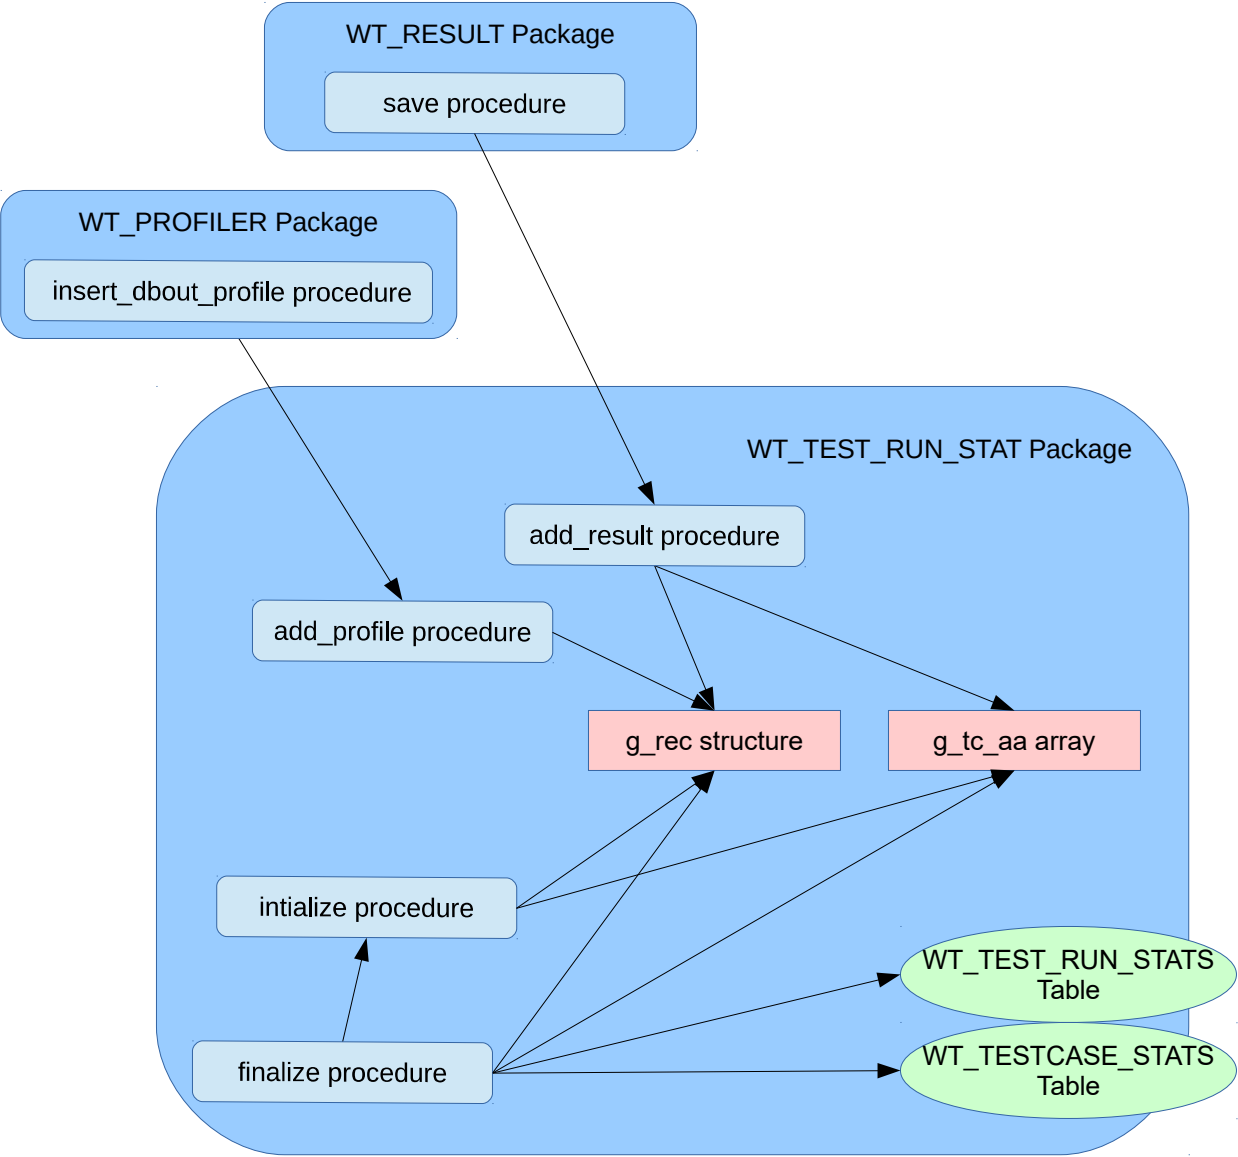 WT_RESULT Package
save procedure
WT_PROFILER Package
insert_dbout_profile procedure
WT_TEST_RUN_STAT Package
add_result procedure
add_profile procedure
g_rec structure
g_tc_aa array
intialize procedure
WT_TEST_RUN_STATS
Table
finalize procedure
WT_TESTCASE_STATS
Table